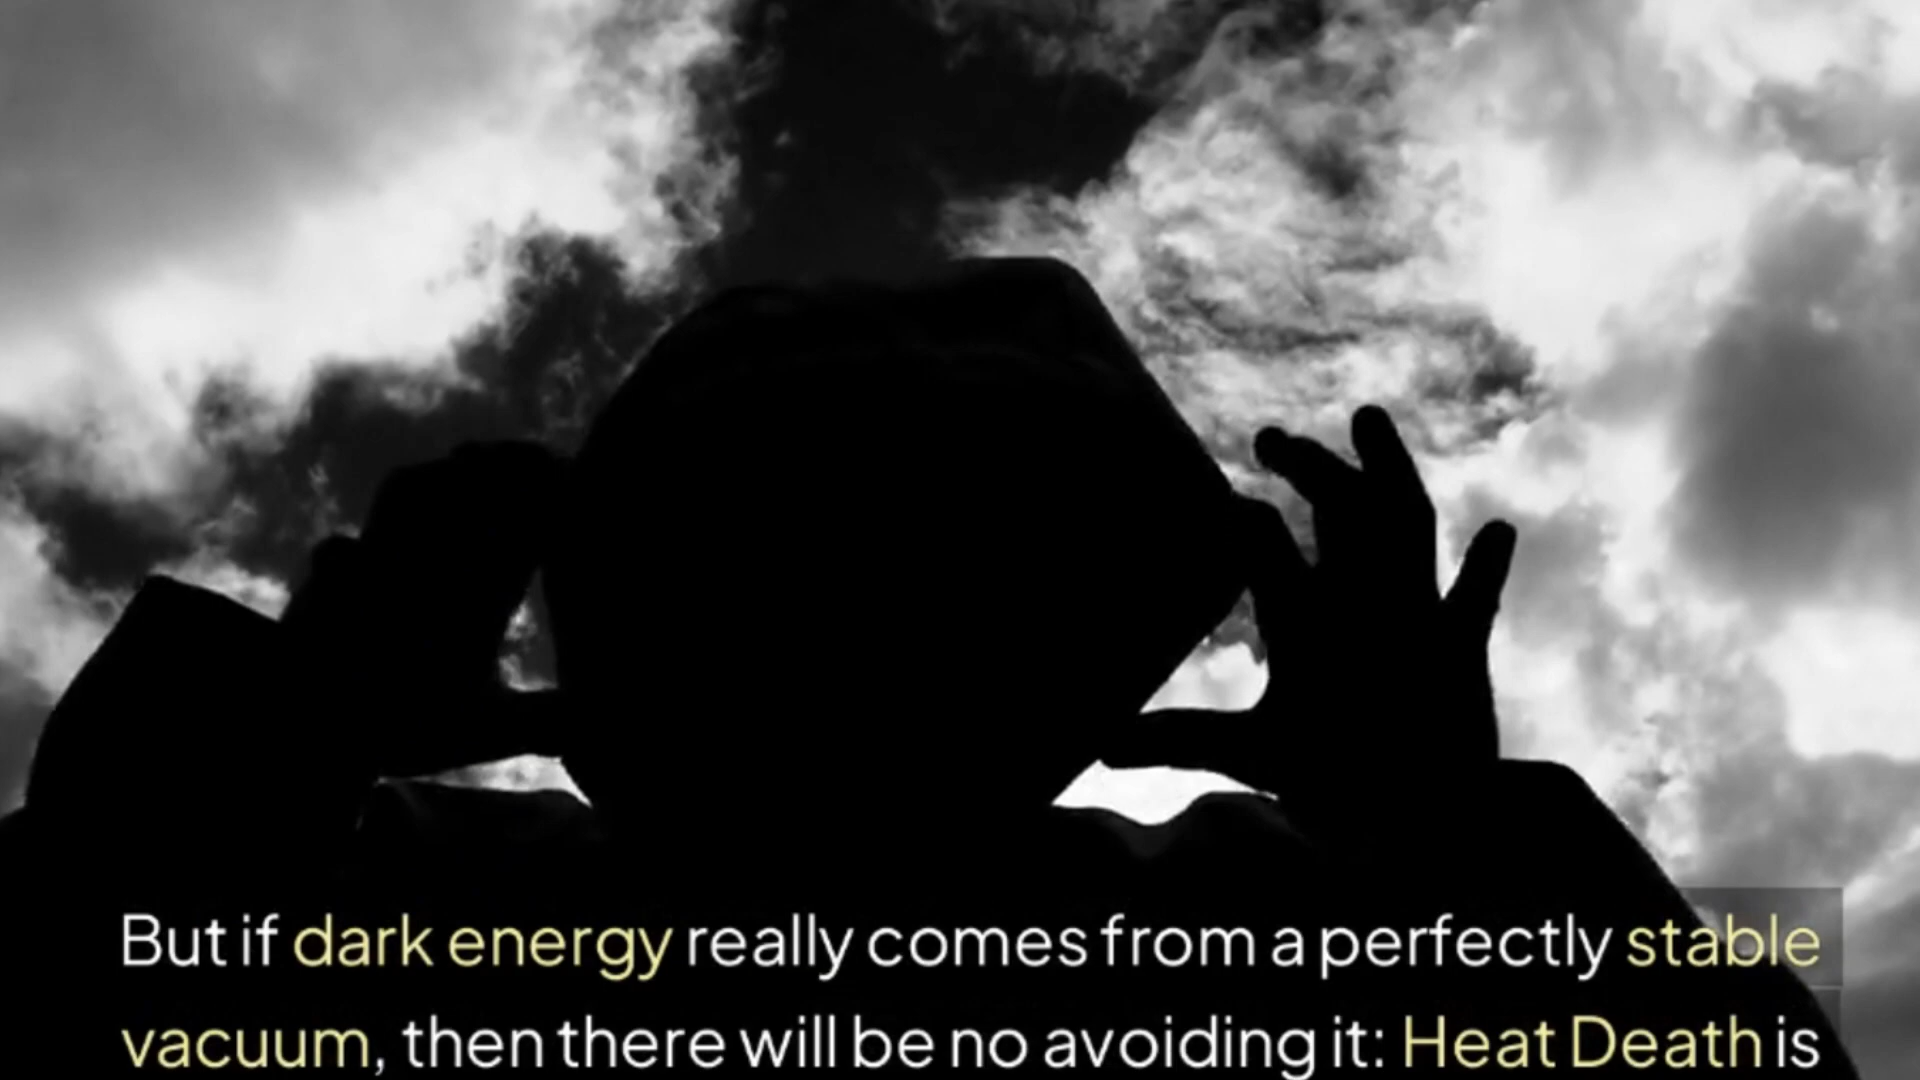 But if dark energy really comes from a perfectly stable
vacuum, then there will be no avoiding it: Heat Death is